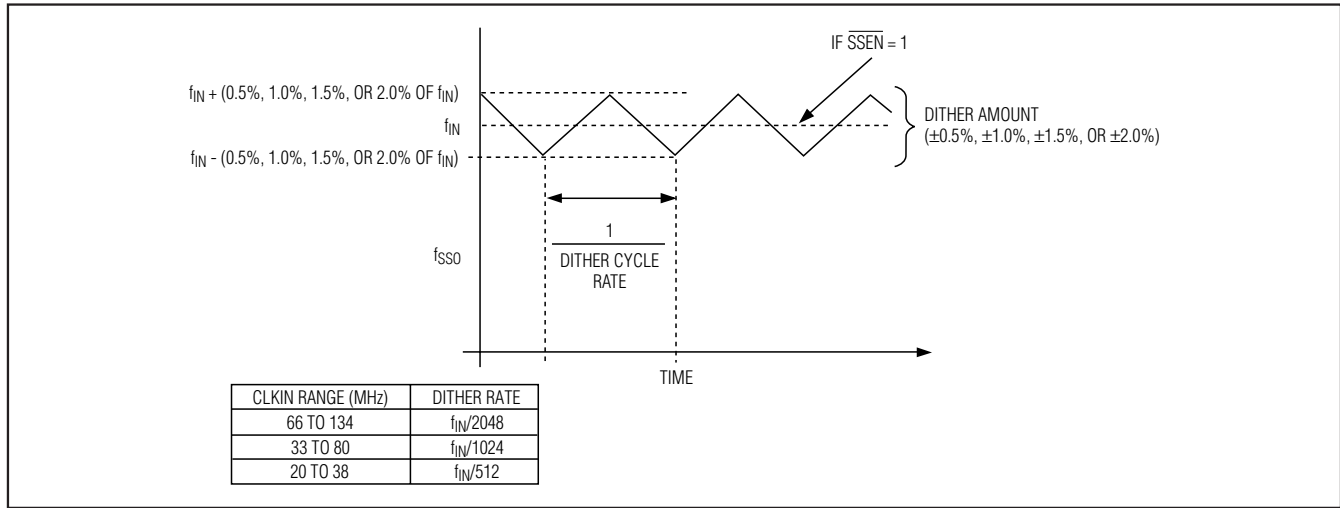 IF S̅S̅E̅N̅ = 1
fIN + (0.5%, 1.0%, 1.5%, OR 2.0% OF fIN)
fIN
fIN - (0.5%, 1.0%, 1.5%, OR 2.0% OF fIN)
DITHER AMOUNT
(±0.5%, ±1.0%, ±1.5%, OR ±2.0%)
1
DITHER CYCLE
RATE
fSSO
TIME
CLKIN RANGE (MHz) DITHER RATE
66 TO 134 fIN/2048
33 TO 80 fIN/1024
20 TO 38 fIN/512